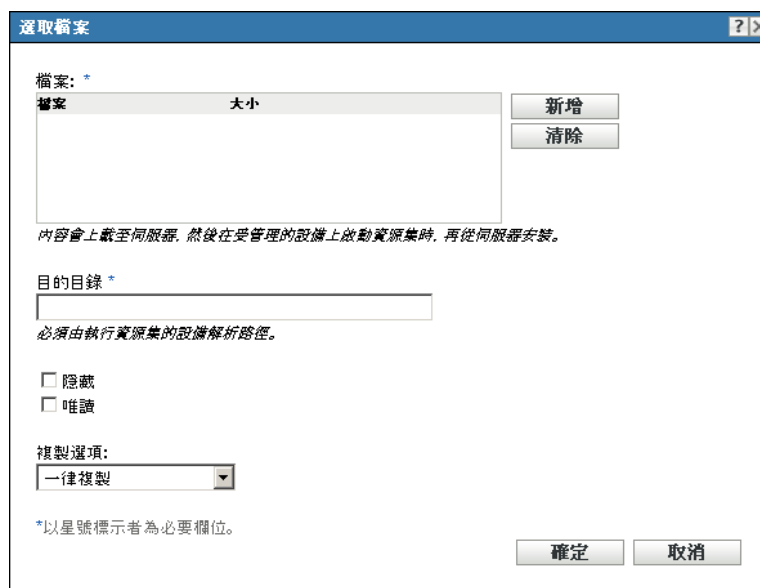 選取檔案
?
檔案: *
檔案 大小
新增
清除
內容會上載至伺服器, 然後在受管理的設備上啟動資源集時, 再從伺服器安裝。
目的目錄 *
必須由執行資源集的設備解析路徑。
隱藏
唯讀
複製選項:
一律複製
*以星號標示者為必要欄位。
確定 取消